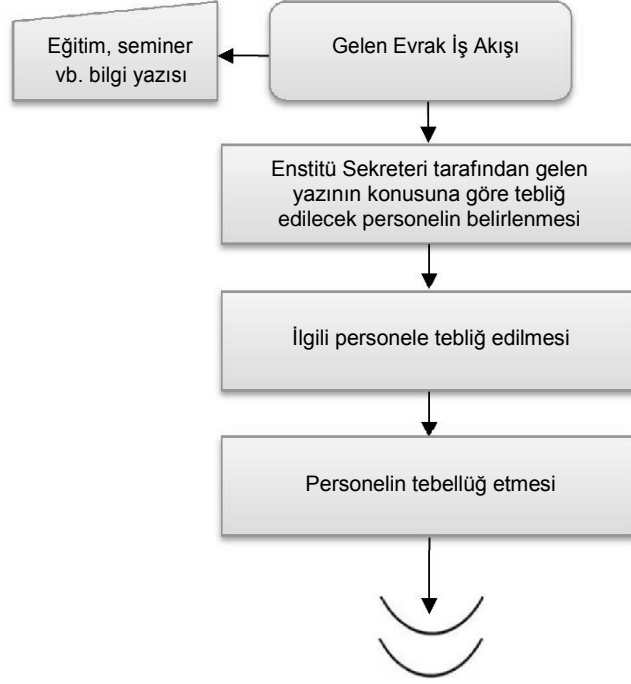 Eğitim, seminer
vb. bilgi yazısı
Gelen Evrak İş Akışı
Enstitü Sekreteri tarafından gelen
yazının konusuna göre tebliğ
edilecek personelin belirlenmesi
İlgili personele tebliğ edilmesi
Personelin tebellüğ etmesi